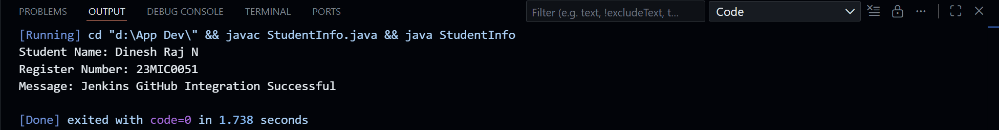 PROBLEMS OUTPUT DEBUG CONSOLE TERMINAL PORTS Filter (e.g. text, !excludeText, t... Code
[Running] cd "d:\App Dev\" && javac StudentInfo.java && java StudentInfo
Student Name: Dinesh Raj N
Register Number: 23MIC0051
Message: Jenkins GitHub Integration Successful
[Done] exited with code=0 in 1.738 seconds